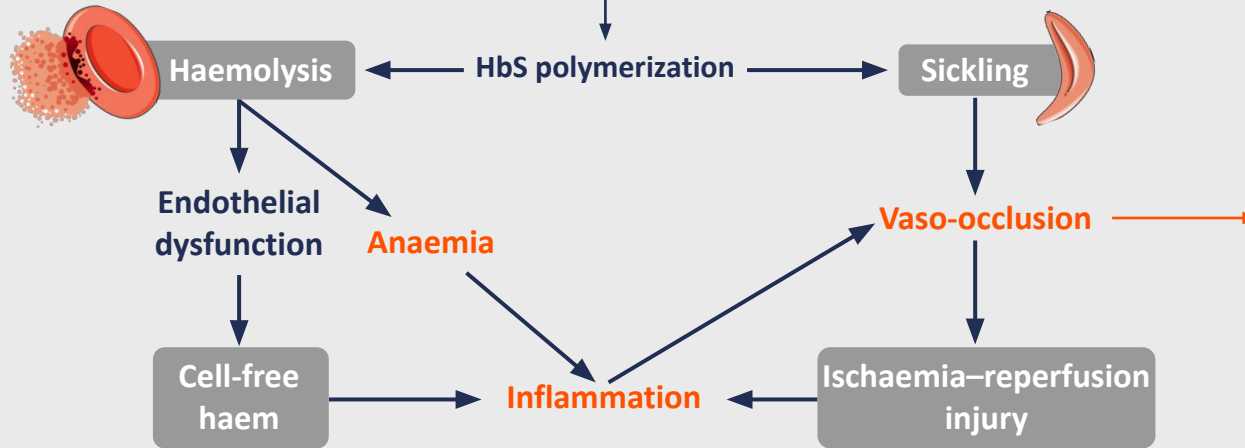 Haemolysis
HbS polymerization
Sickling
Endothelial
dysfunction
Anaemia
Vaso-occlusion
Cell-free
haem
Inflammation
Ischaemia–reperfusion
injury